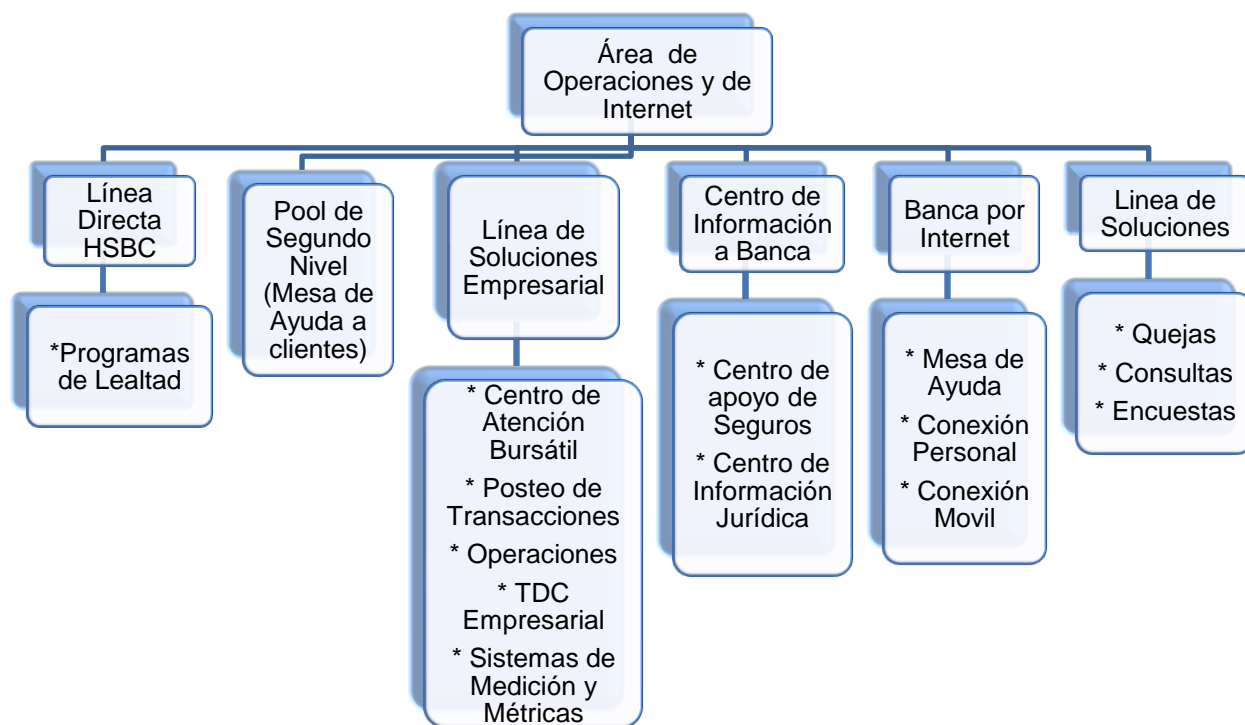 Área de
Operaciones y de
Internet
Línea
Directa
HSBC
*Programas
de Lealtad
Pool de
Segundo
Nivel
(Mesa de
Ayuda a
clientes)
Línea de
Soluciones
Empresarial
* Centro de
Atención
Bursátil
* Posteo de
Transacciones
* Operaciones
* TDC
Empresarial
* Sistemas de
Medición y
Métricas
Centro de
Información
a Banca
* Centro de
apoyo de
Seguros
* Centro de
Información
Jurídica
Banca por
Internet
* Mesa de
Ayuda
* Conexión
Personal
* Conexión
Movil
Linea de
Soluciones
* Quejas
* Consultas
* Encuestas